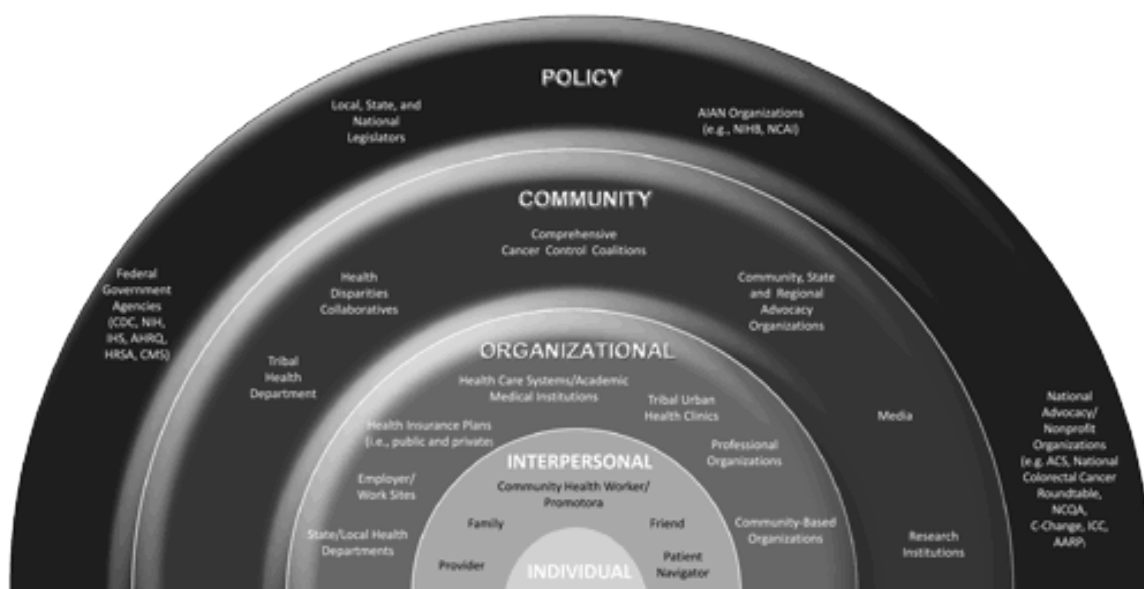 POLICY
Local, State, and
National
Legislators
AIAN Organizations
(e.g., NIHB, NCAI)
Federal
Government
Agencies
(CDC, NIH,
IHS, AHRQ,
HRSA, CMS)
National
Advocacy/
Nonprofit
Organizations
(e.g. ACS, National
Colorectal Cancer
Roundtable,
NCQA,
C-Change, ICC,
AARP)
COMMUNITY
Comprehensive
Cancer Control Coalitions
Health
Disparities
Collaboratives
Community, State
and Regional
Advocacy
Organizations
Tribal
Health
Department
Media
Research
Institutions
ORGANIZATIONAL
Health Care Systems/Academic
Medical Institutions
Tribal Urban
Health Clinics
Health Insurance Plans
(i.e., public and private)
Professional
Organizations
Employer/
Work Sites
State/Local Health
Departments
Community-Based
Organizations
INTERPERSONAL
Community Health Worker/
Promotora
Family
Friend
Provider
Patient
Navigator
INDIVIDUAL